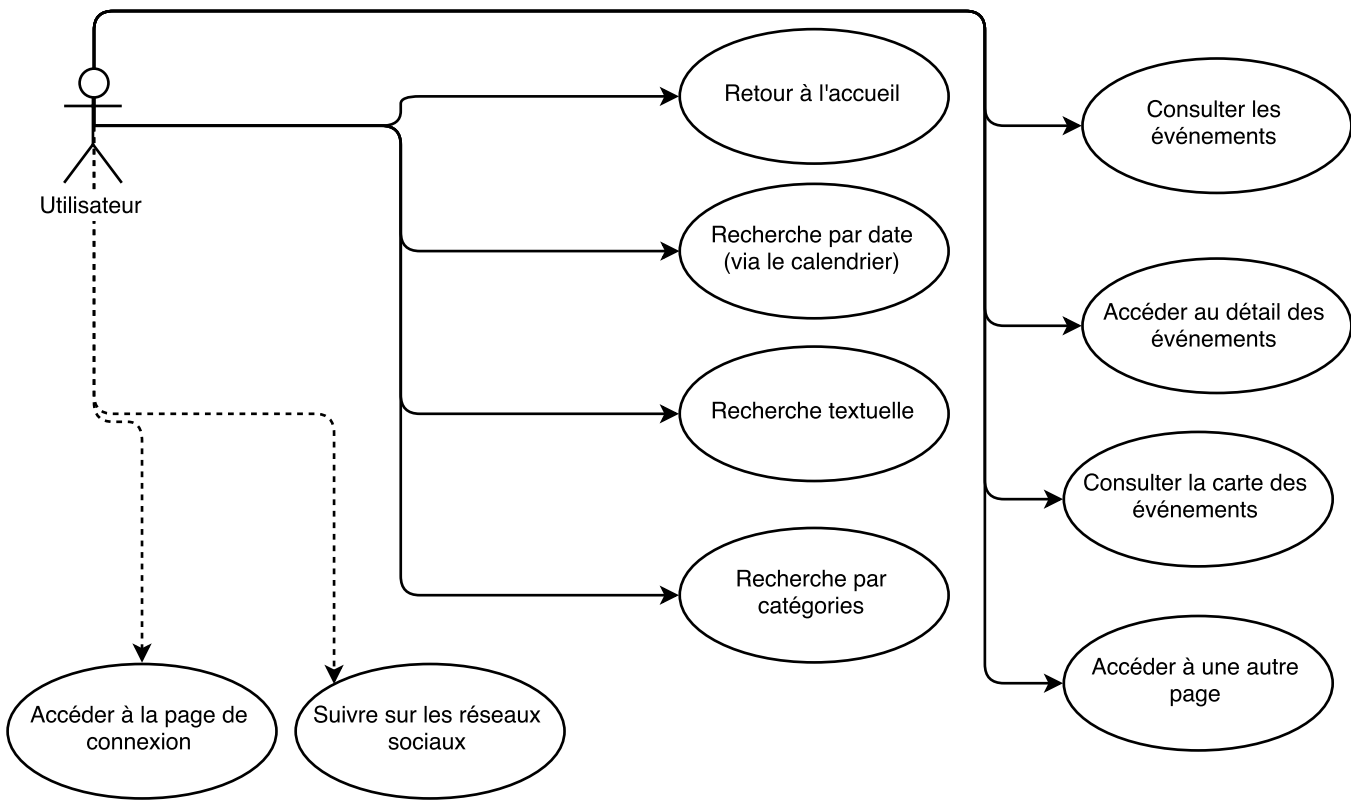 Utilisateur
Retour à l'accueil
Recherche par date
(via le calendrier)
Recherche textuelle
Recherche par
catégories
Consulter les
événements
Accéder au détail des
événements
Consulter la carte des
événements
Accéder à une autre
page
Accéder à la page de
connexion
Suivre sur les réseaux
sociaux